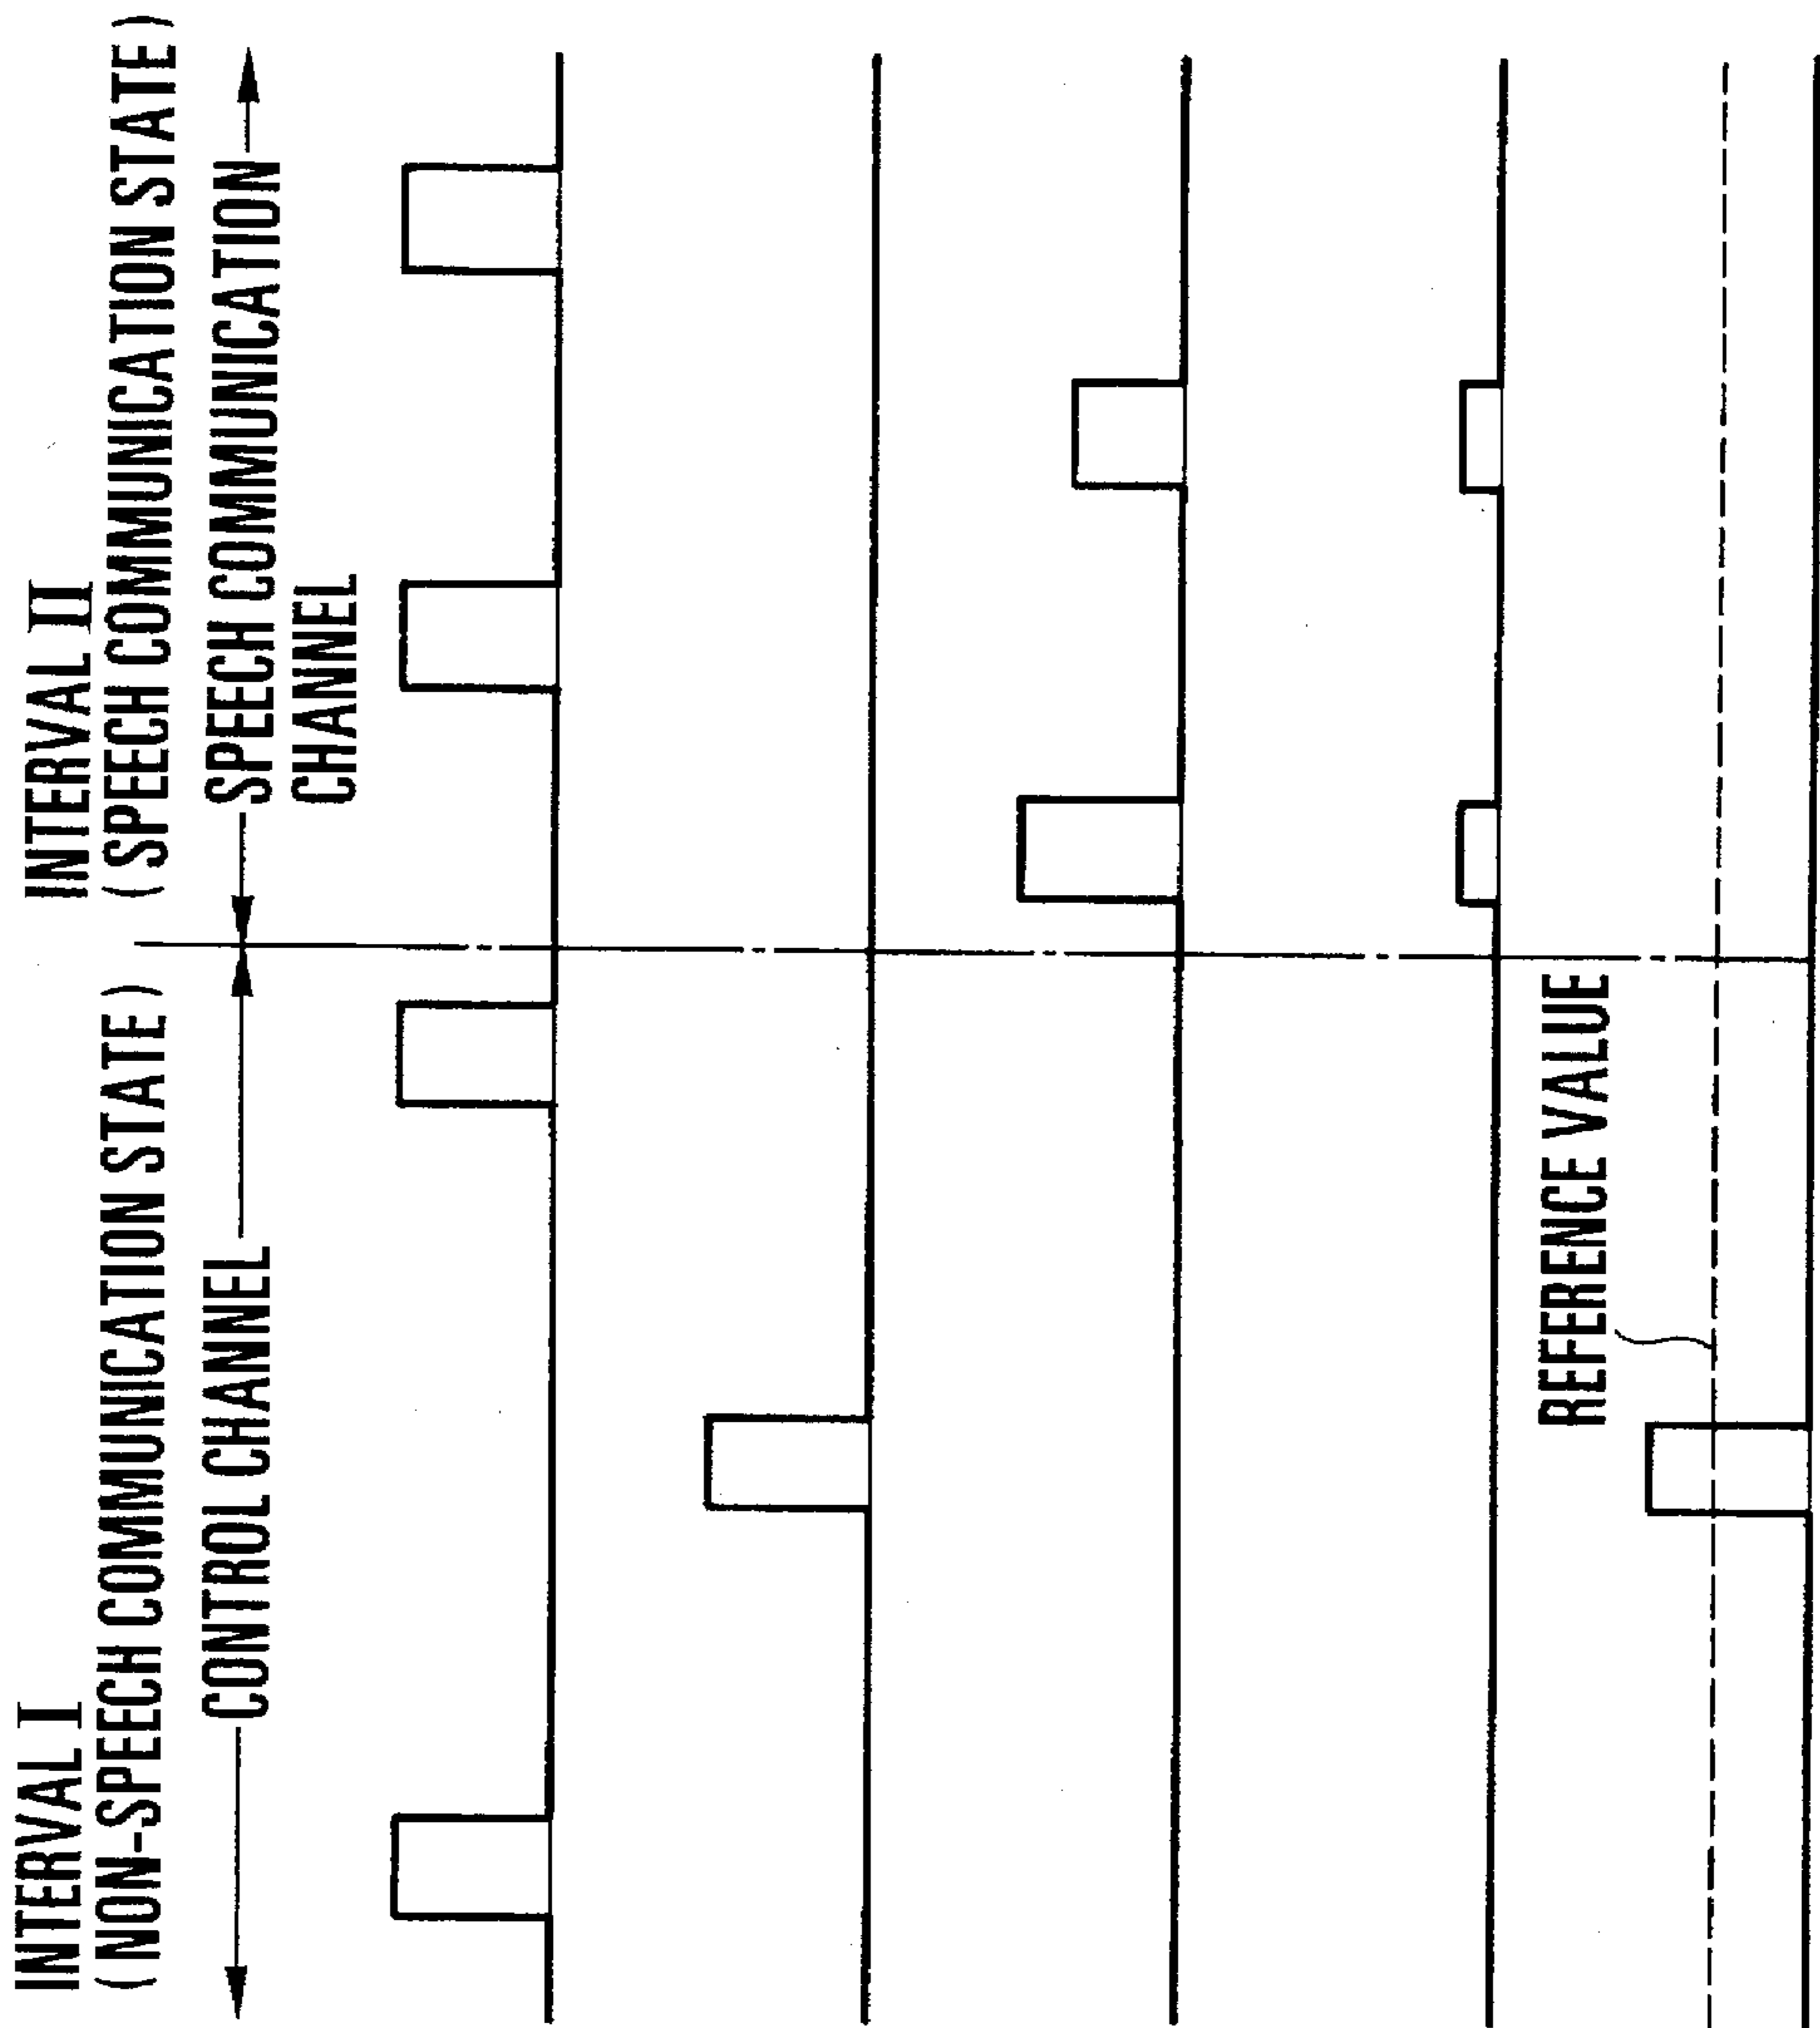 INTERVAL I
(NON-SPEECH COMMUNICATION STATE)
CONTROL CHANNEL
INTERVAL II
(SPEECH COMMUNICATION STATE)
SPEECH COMMUNICATION
CHANNEL
REFERENCE VALUE